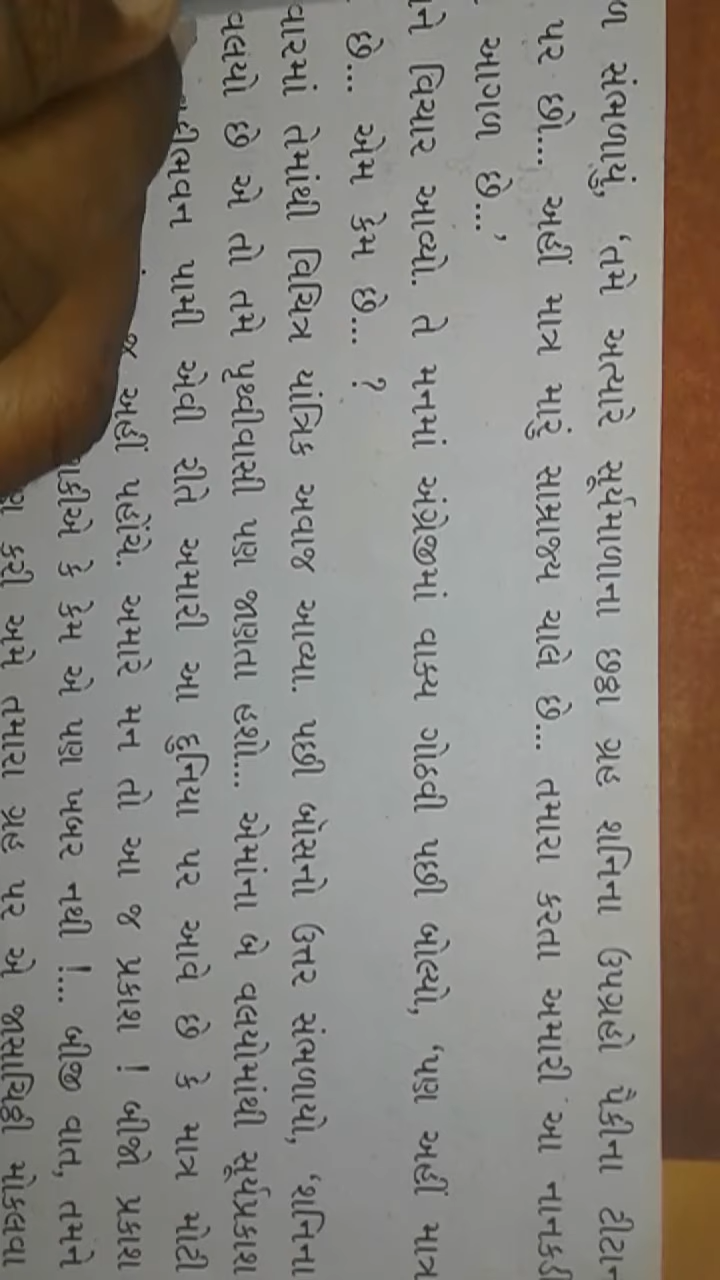 સંભળાયું, ‘તમે અત્યારે સૂર્યમાળાના છઠ્ઠા ગ્રહ શનિના ઉપગ્રહો પૈકીના
પર છો... અહીં માત્ર મારું સામ્રાજ્ય ચાલે છે... તમારા કરતા અમારી આ
આગળ છે...’
વિચાર આવ્યો. તે મનમાં અંગ્રેજીમાં વાક્ય ગોઠવી પછી બોલ્યો, ‘પણ અહીં માત્ર
છે... એમ કેમ છે... ?
વારમાં તેમાંથી વિચિત્ર યાંત્રિક અવાજ આવ્યા. પછી બોસનો ઉત્તર સંભળાયો, ‘શનિના
વલયો છે એ તો તમે પૃથ્વીવાસી પણ જાણતા હશો... એમાંના બે વલયોમાંથી સૂર્યપ્રકાશ
પામી એવી રીતે અમારી આ દુનિયા પર આવે છે કે માત્ર મોટી
જ અહીં પહોંચે. અમારે મન તો આ જ પ્રકાશ ! બીજો પ્રકાશ
કે કેમ એ પણ ખબર નથી !... બીજી વાત, તમને
કરી અમે તમારા ગ્રહ પર એ જાસાચિઠ્ઠી મોકલવા